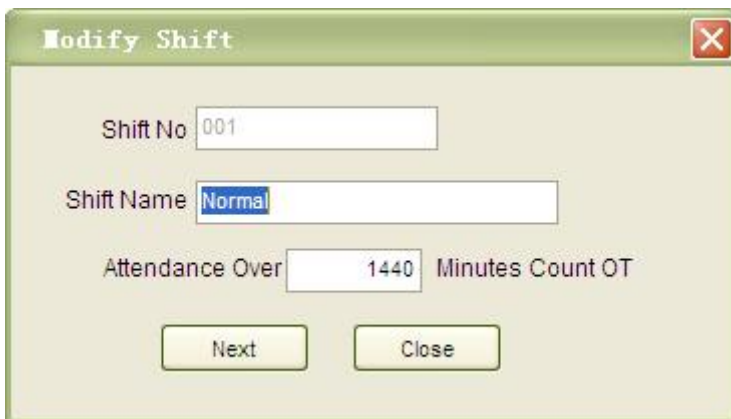 Modify Shift
Shift No 001
Shift Name Normal
Attendance Over 1440 Minutes Count OT
Next Close